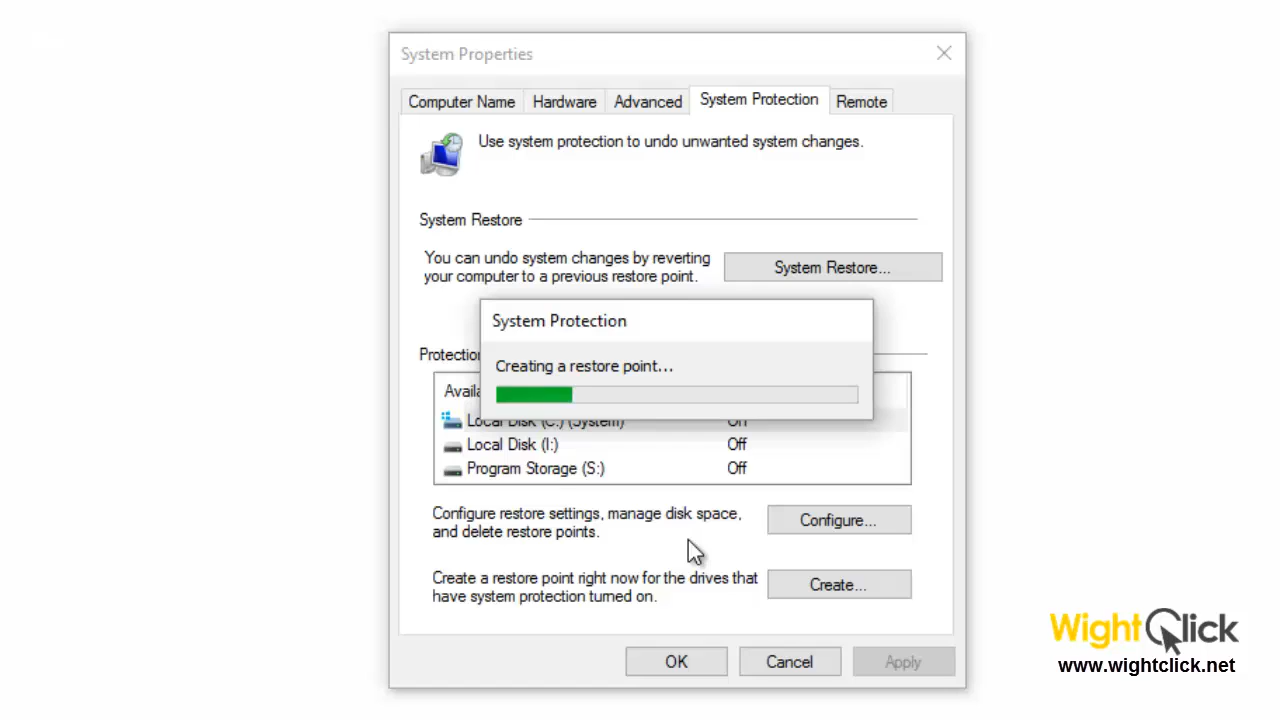 System Properties
Computer Name Hardware Advanced System Protection Remote
Use system protection to undo unwanted system changes.
System Restore
You can undo system changes by reverting
your computer to a previous restore point.
System Restore...
System Protection
Creating a restore point...
Local Disk (C:) (System)
Local Disk (I:) Off
Program Storage (S:) Off
Configure restore settings, manage disk space,
and delete restore points.
Configure...
Create a restore point right now for the drives that
have system protection turned on.
Create...
OK Cancel Apply
WightClick
www.wightclick.net